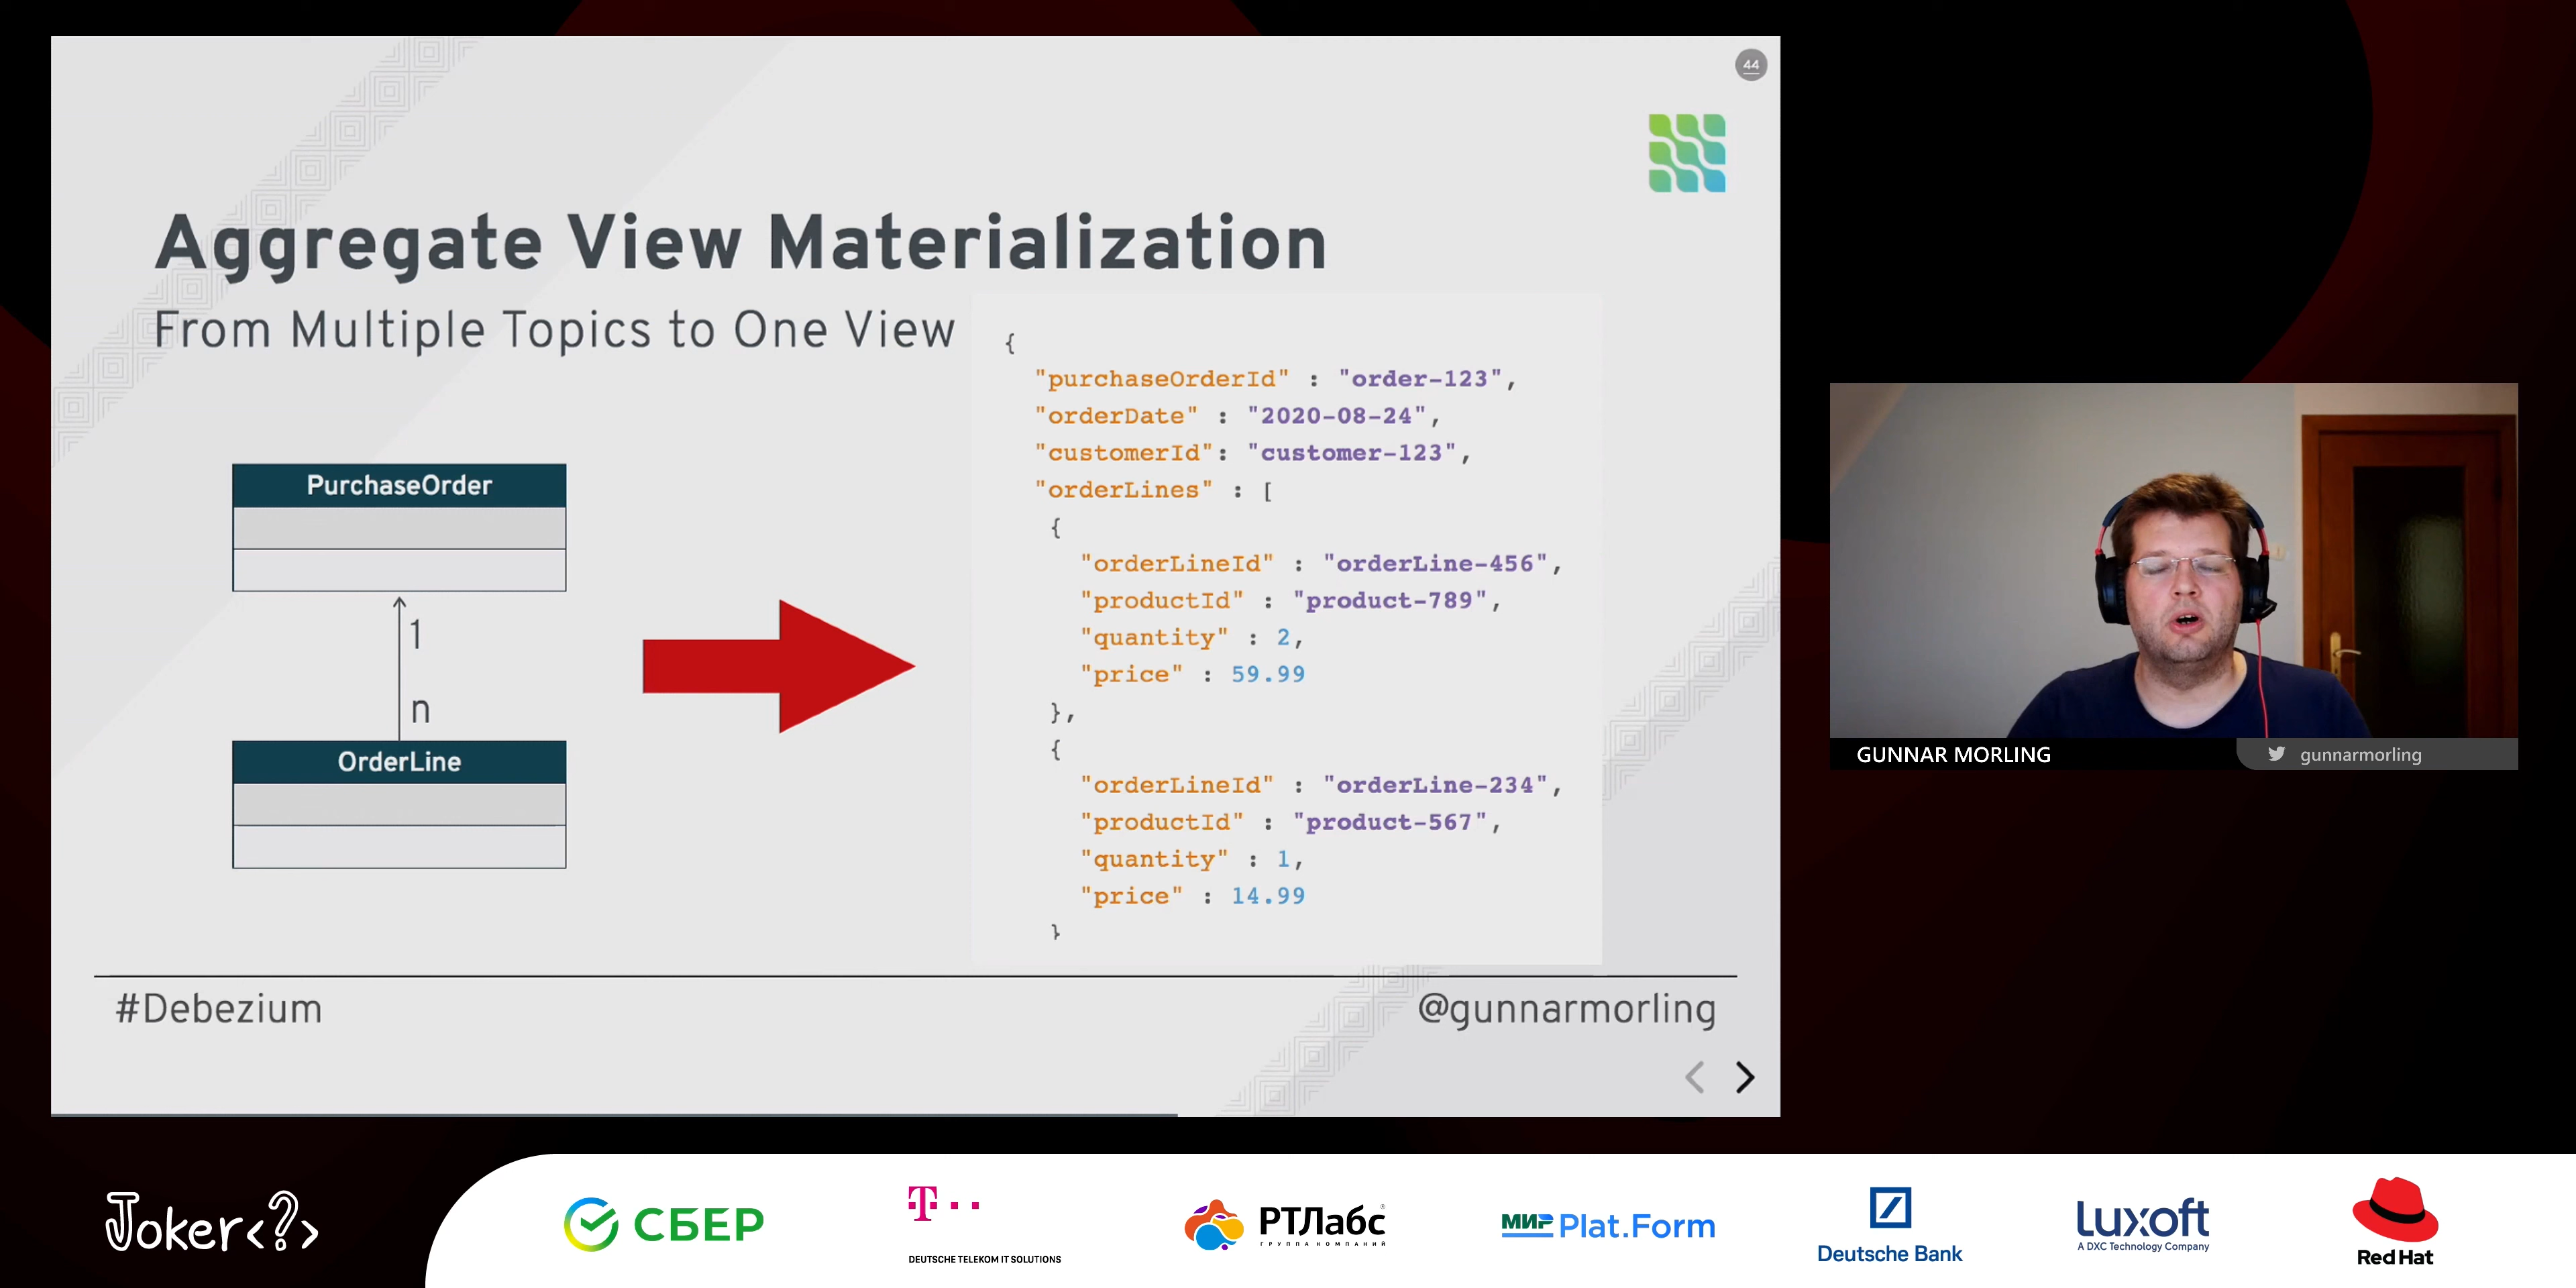 44
Aggregate View Materialization
From Multiple Topics to One View
PurchaseOrder
1
n
OrderLine
{
"purchaseOrderId" : "order-123",
"orderDate" : "2020-08-24",
"customerId": "customer-123",
"orderLines" : [
{
"orderLineId" : "orderLine-456",
"productId" : "product-789",
"quantity" : 2,
"price" : 59.99
},
{
"orderLineId" : "orderLine-234",
"productId" : "product-567",
"quantity" : 1,
"price" : 14.99
}
#Debezium
@gunnarmorling
GUNNAR MORLING
gunnarmorling
Joker<?>
СБЕР
T
DEUTSCHE TELEKOM IT SOLUTIONS
РТЛабс
ГРУППА КОМПАНИЙ
МИР Plat.Form
Deutsche Bank
Luxoft
A DXC Technology Company
Red Hat